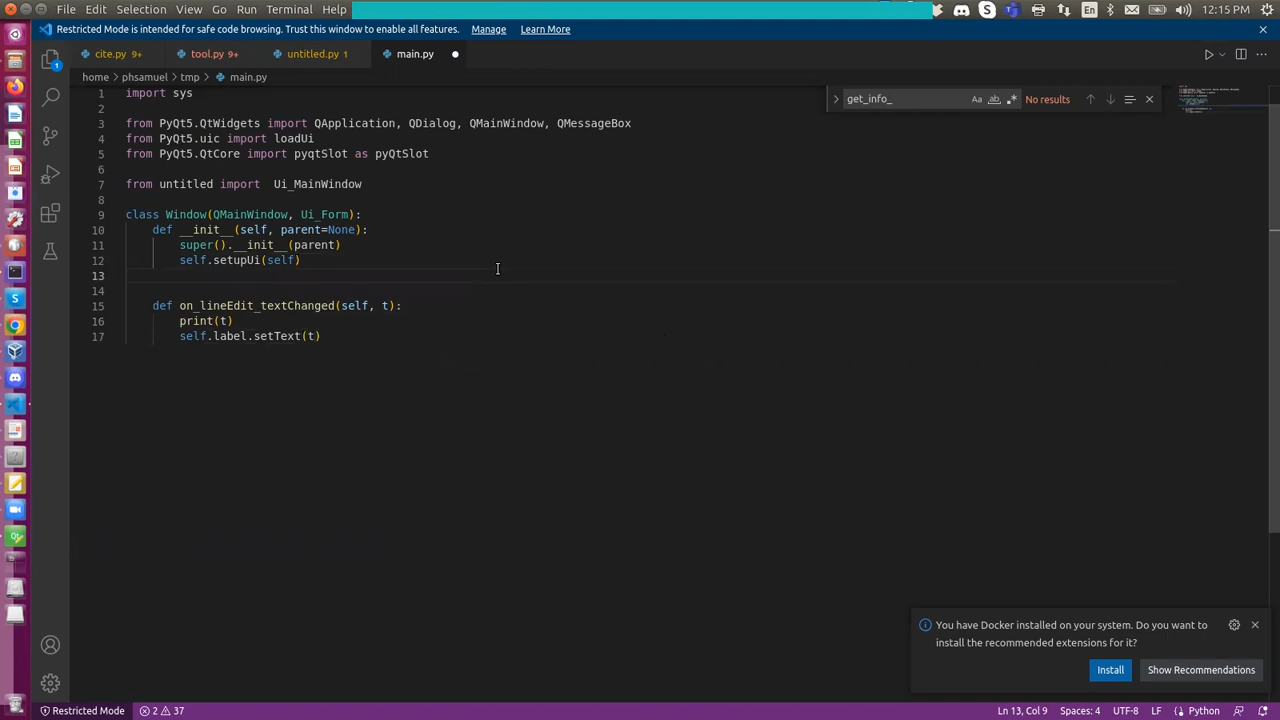 File Edit Selection View Go Run Terminal Help
En 12:15 PM
Restricted Mode is intended for safe code browsing. Trust this window to enable all features. Manage Learn More
cite.py 9+ tool.py 9+ untitled.py 1 main.py
home phsamuel tmp main.py
get_info_ Aa ab .* No results
1 import sys
2
3 from PyQt5.QtWidgets import QApplication, QDialog, QMainWindow, QMessageBox
4 from PyQt5.uic import loadUi
5 from PyQt5.QtCore import pyqtSlot as pyQtSlot
6
7 from untitled import  Ui_MainWindow
8
9 class Window(QMainWindow, Ui_Form):
10 def __init__(self, parent=None):
11 super().__init__(parent)
12 self.setupUi(self)
13
14
15 def on_lineEdit_textChanged(self, t):
16 print(t)
17 self.label.setText(t)
You have Docker installed on your system. Do you want to
install the recommended extensions for it?
Install Show Recommendations
Restricted Mode 2 37 Ln 13, Col 9 Spaces: 4 UTF-8 LF Python